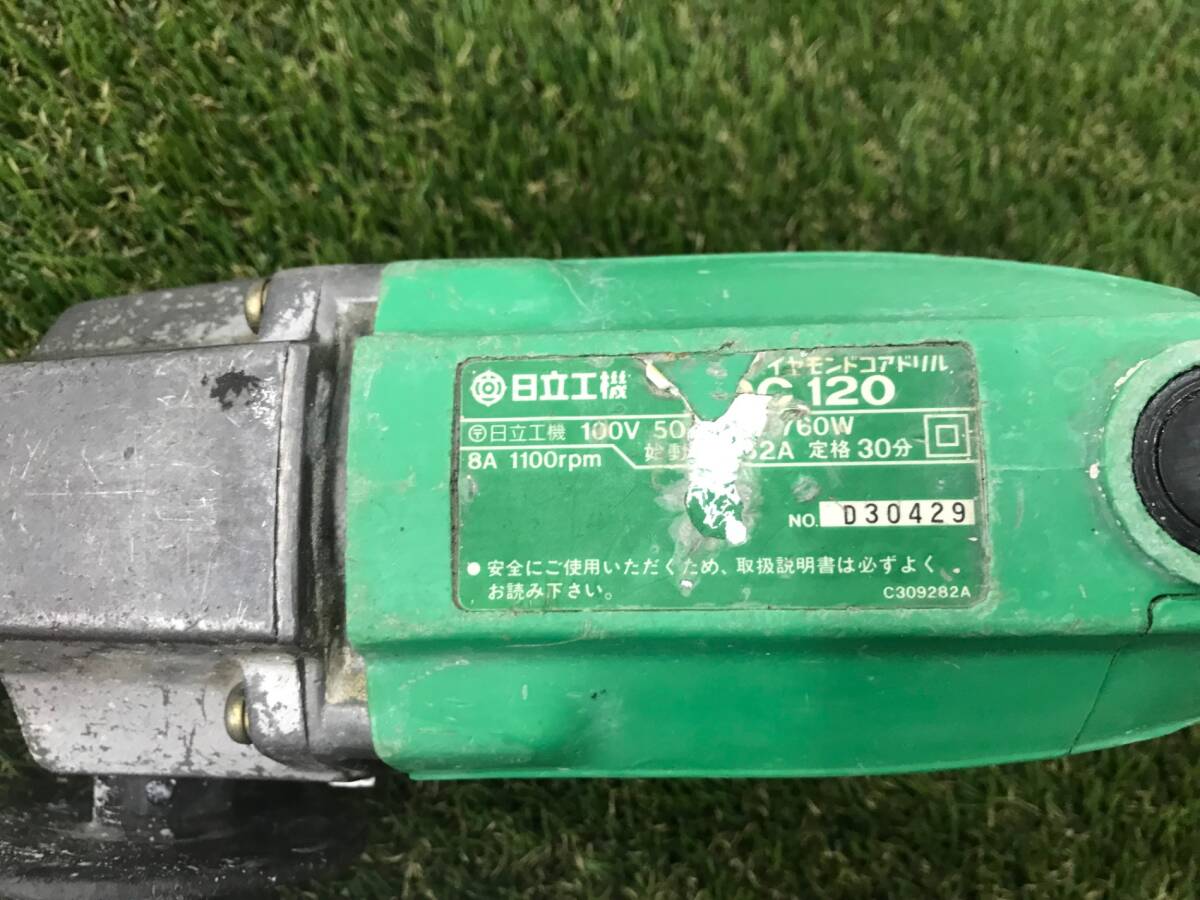 イヤモンドコアドリル
日立工機 C 120
〒日立工機 100V 50 760W
8A 1100rpm 始動 52A 定格 30分
NO. D30429
● 安全にご使用いただくため、取扱説明書は必ずよく
お読み下さい。
C309282A